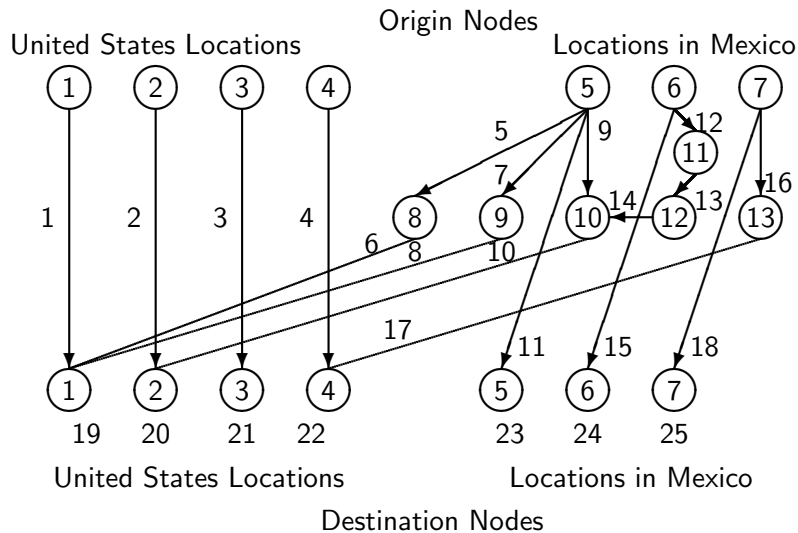 Origin Nodes
United States Locations
Locations in Mexico
1 2 3 4 5 6 7
12
5 9
11
7
16
14 13
1 2 3 4 8 9 10 12 13
6 8 10
17
11 15 18
1 2 3 4 5 6 7
19 20 21 22 23 24 25
United States Locations
Locations in Mexico
Destination Nodes